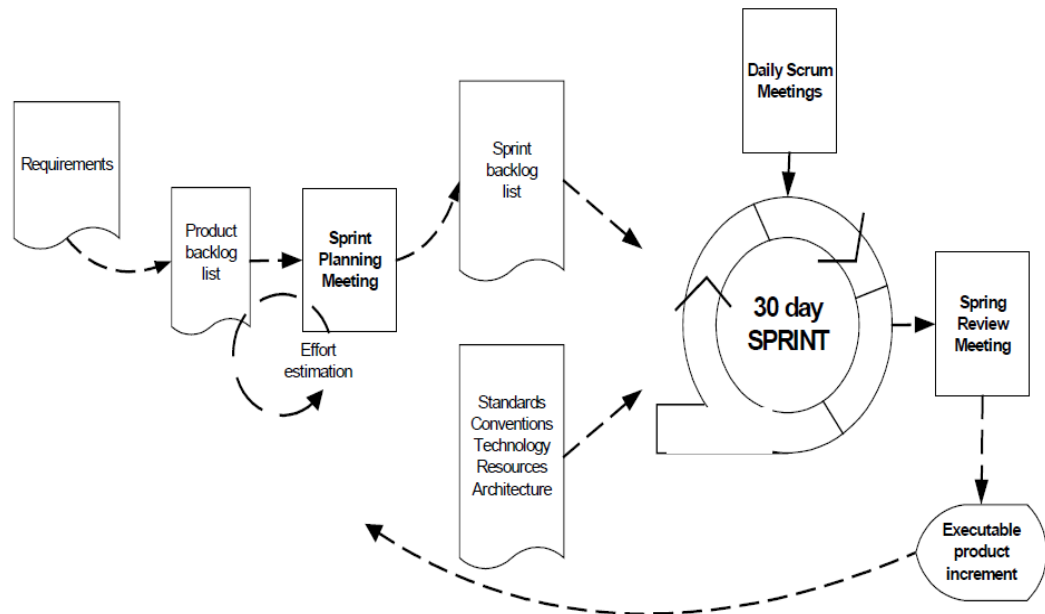 Requirements
Product
backlog
list
Sprint
Planning
Meeting
Effort
estimation
Sprint
backlog
list
Standards
Conventions
Technology
Resources
Architecture
Daily Scrum
Meetings
30 day
SPRINT
Spring
Review
Meeting
Executable
product
increment